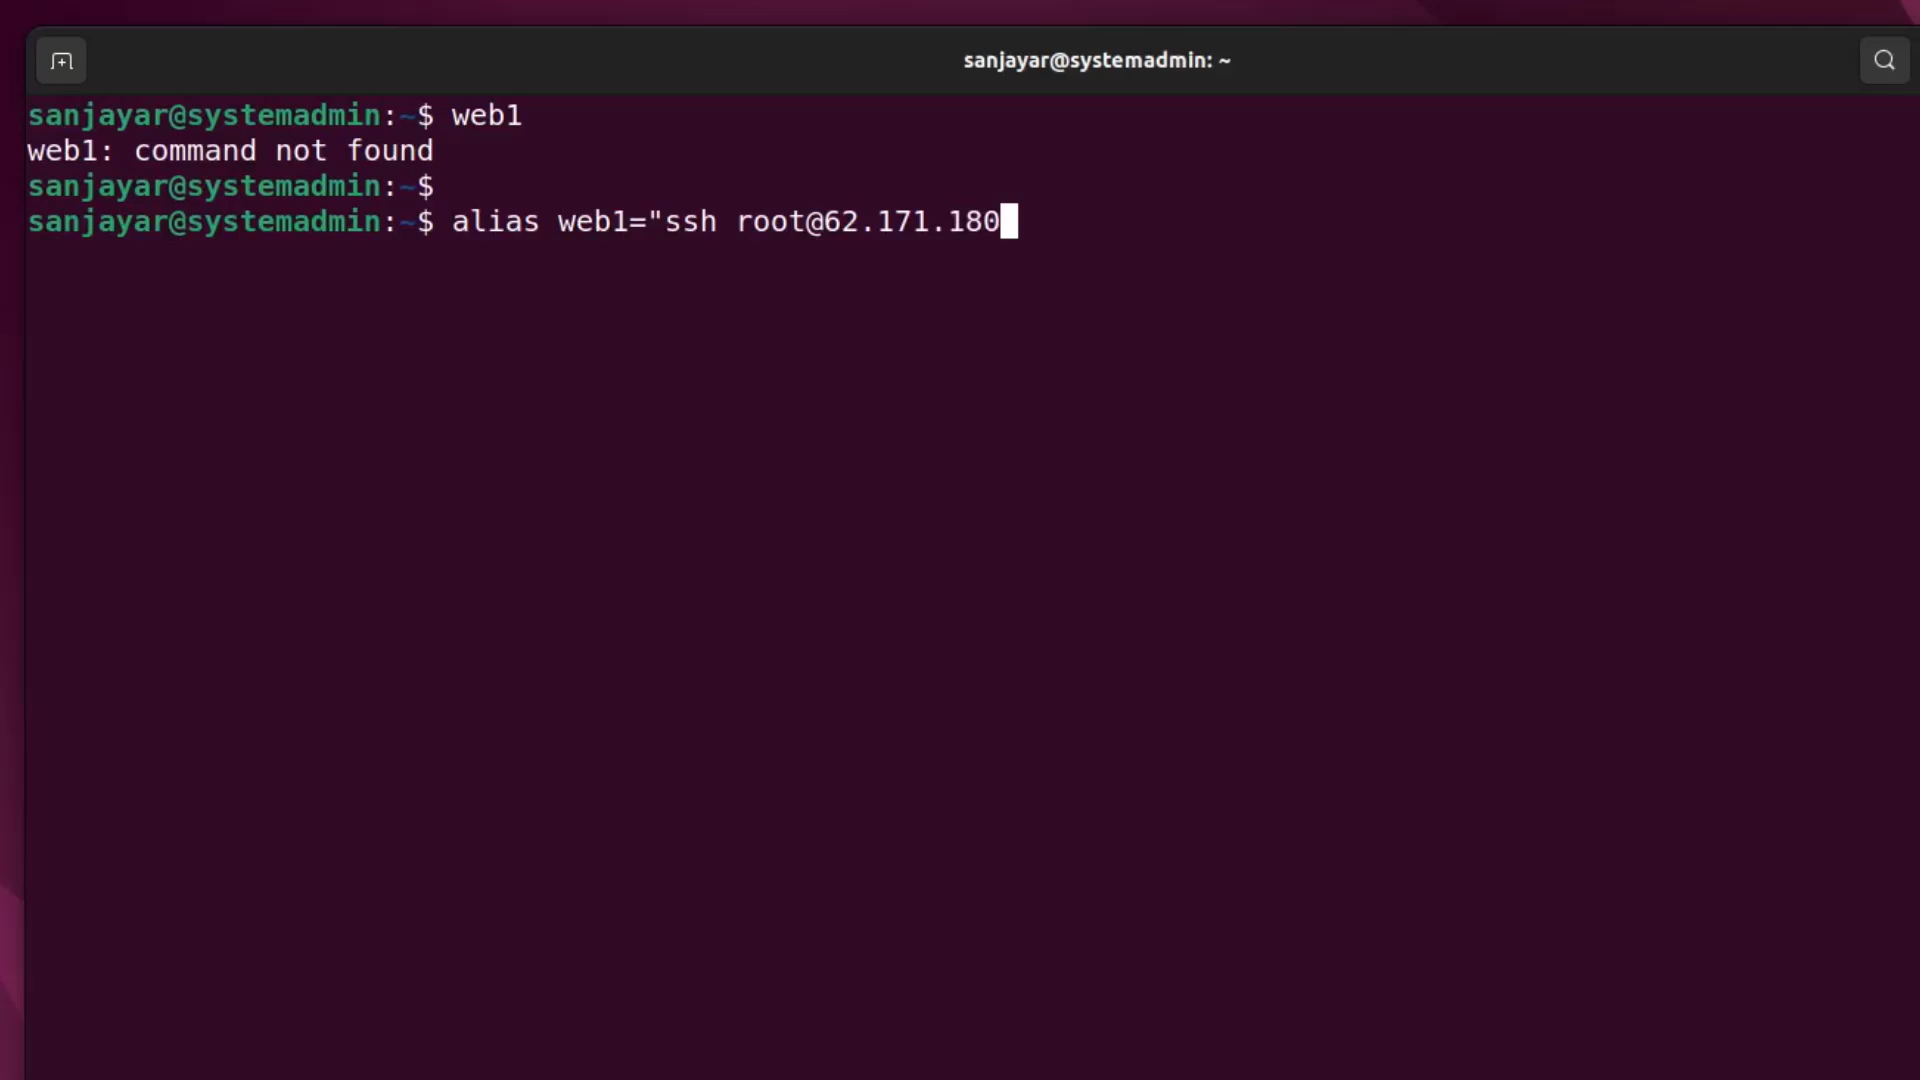 sanjayar@systemadmin: ~
sanjayar@systemadmin:~$ web1
web1: command not found
sanjayar@systemadmin:~$
sanjayar@systemadmin:~$ alias web1="ssh root@62.171.180